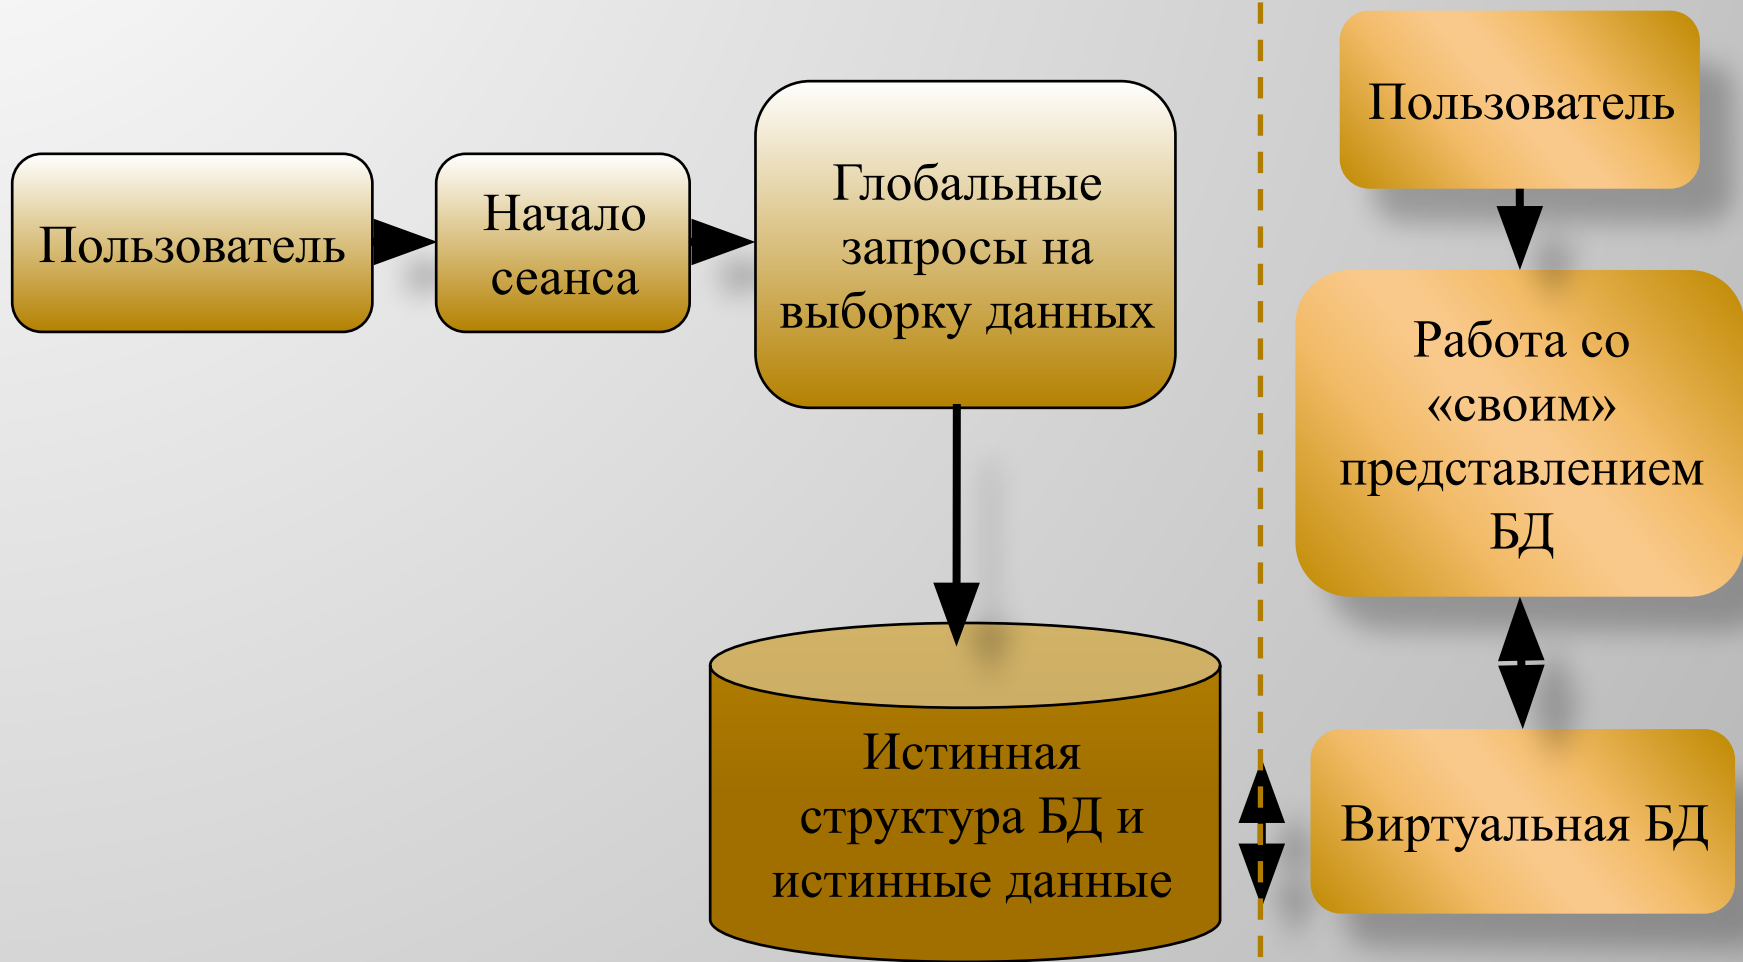 Пользователь
Начало
сеанса
Глобальные
запросы на
выборку данных
Истинная
структура БД и
истинные данные
Пользователь
Работа со
«своим»
представлением
БД
Виртуальная БД